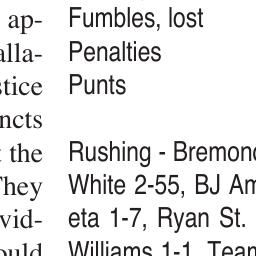 ap-
alla-
stice
ncts
the
They
vid-
ould
Fumbles, lost
Penalties
Punts
Rushing - Bremond
White 2-55, BJ Am
eta 1-7, Ryan St.
Williams 1-1, Team